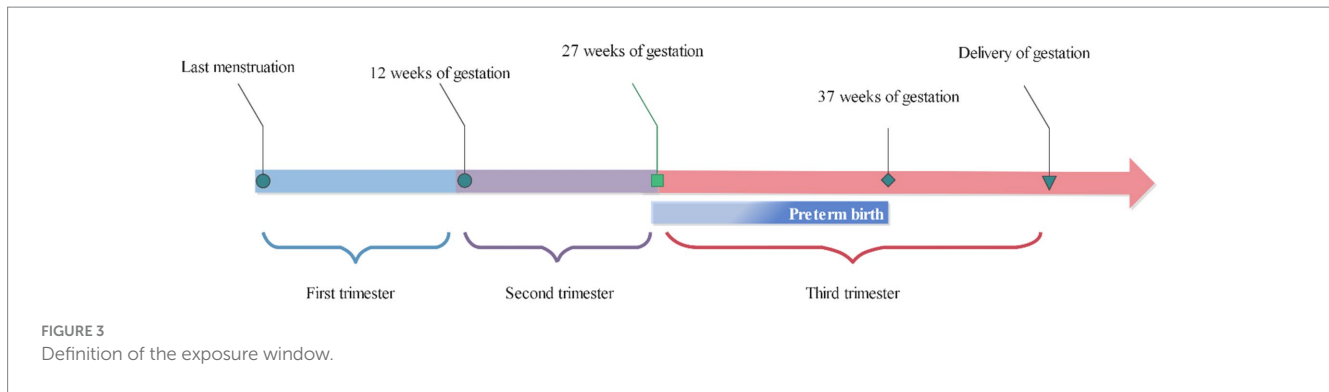 Last menstruation
12 weeks of gestation
27 weeks of gestation
37 weeks of gestation
Delivery of gestation
Preterm birth
First trimester
Second trimester
Third trimester
FIGURE 3
Definition of the exposure window.